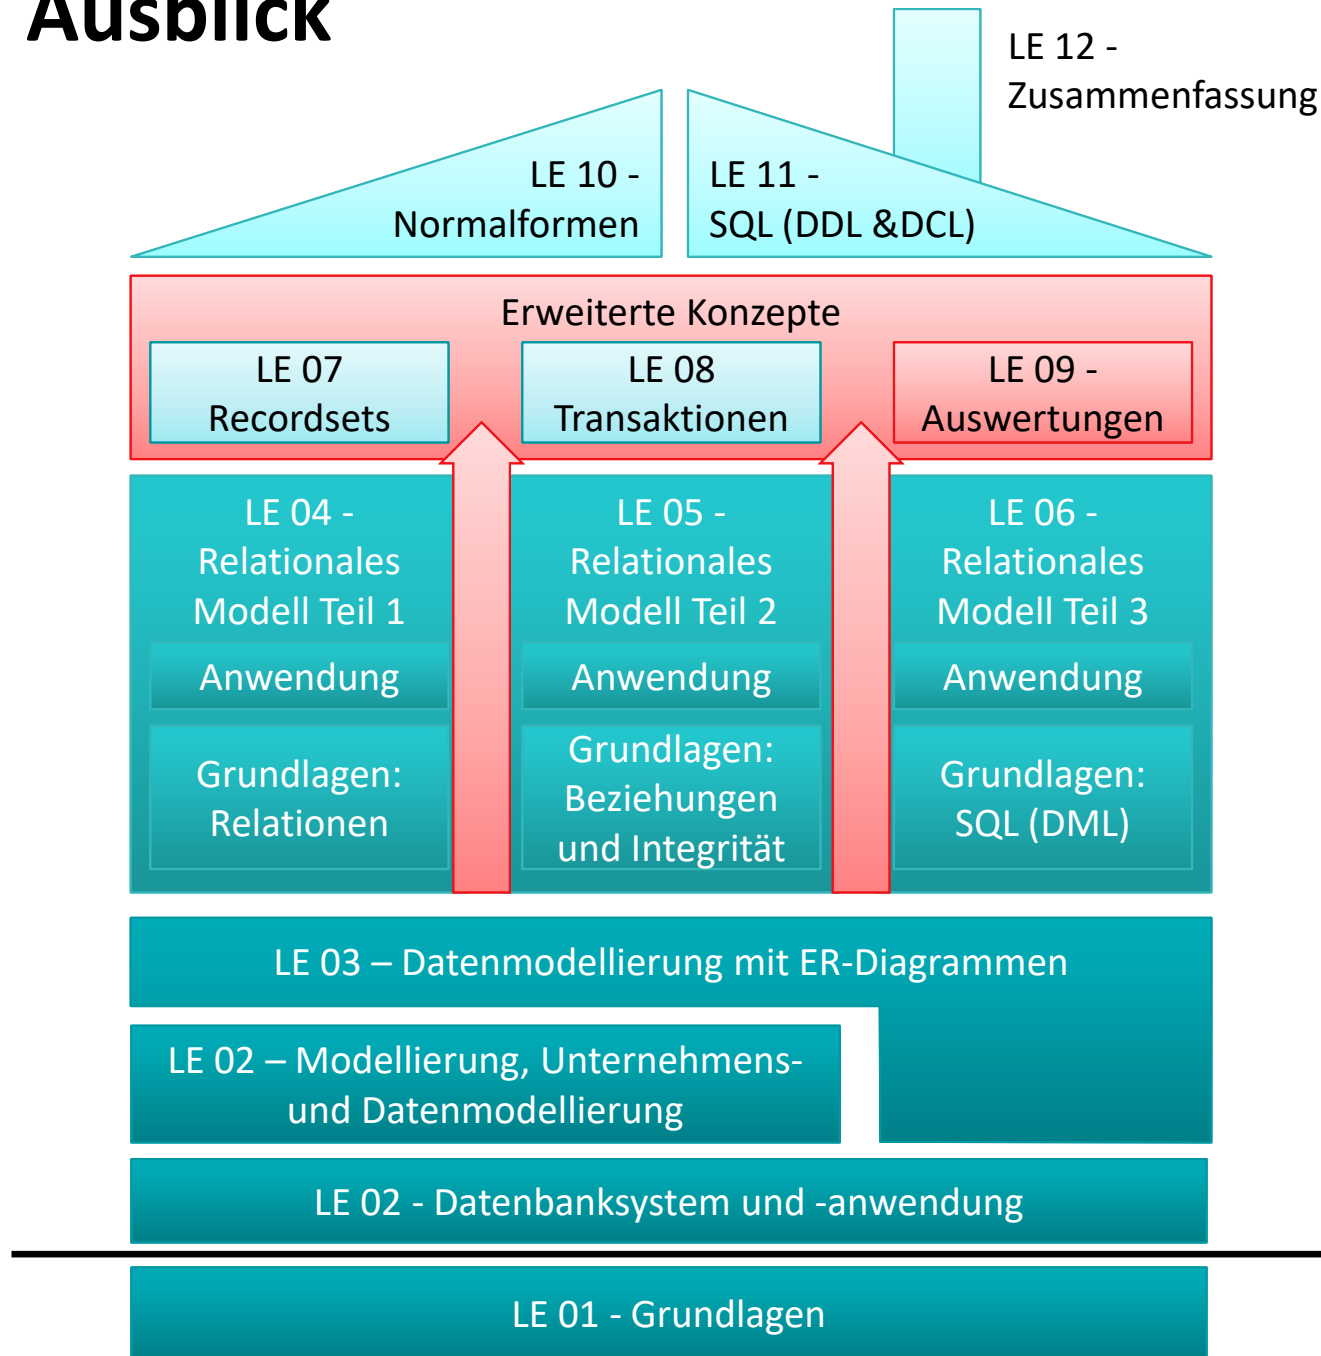 Ausblick
LE 12 -
Zusammenfassung
LE 10 -
Normalformen
LE 11 -
SQL (DDL &DCL)
Erweiterte Konzepte
LE 07
Recordsets
LE 08
Transaktionen
LE 09 -
Auswertungen
LE 04 -
Relationales
Modell Teil 1
Anwendung
Grundlagen:
Relationen
LE 05 -
Relationales
Modell Teil 2
Anwendung
Grundlagen:
Beziehungen
und Integrität
LE 06 -
Relationales
Modell Teil 3
Anwendung
Grundlagen:
SQL (DML)
LE 03 – Datenmodellierung mit ER-Diagrammen
LE 02 – Modellierung, Unternehmens-
und Datenmodellierung
LE 02 - Datenbanksystem und -anwendung
LE 01 - Grundlagen